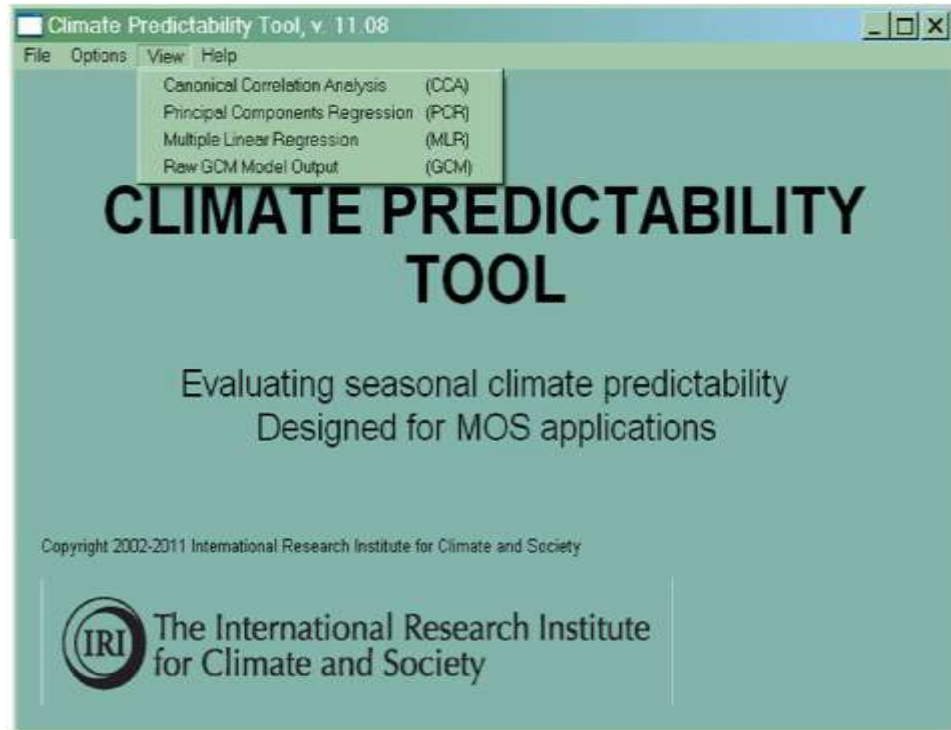 Climate Predictability Tool, v. 11.08
File Options View Help
Canonical Correlation Analysis (CCA)
Principal Components Regression (PCR)
Multiple Linear Regression (MLR)
Raw GCM Model Output (GCM)
CLIMATE PREDICTABILITY
TOOL
Evaluating seasonal climate predictability
Designed for MOS applications
Copyright 2002-2011 International Research Institute for Climate and Society
IRI
The International Research Institute
for Climate and Society